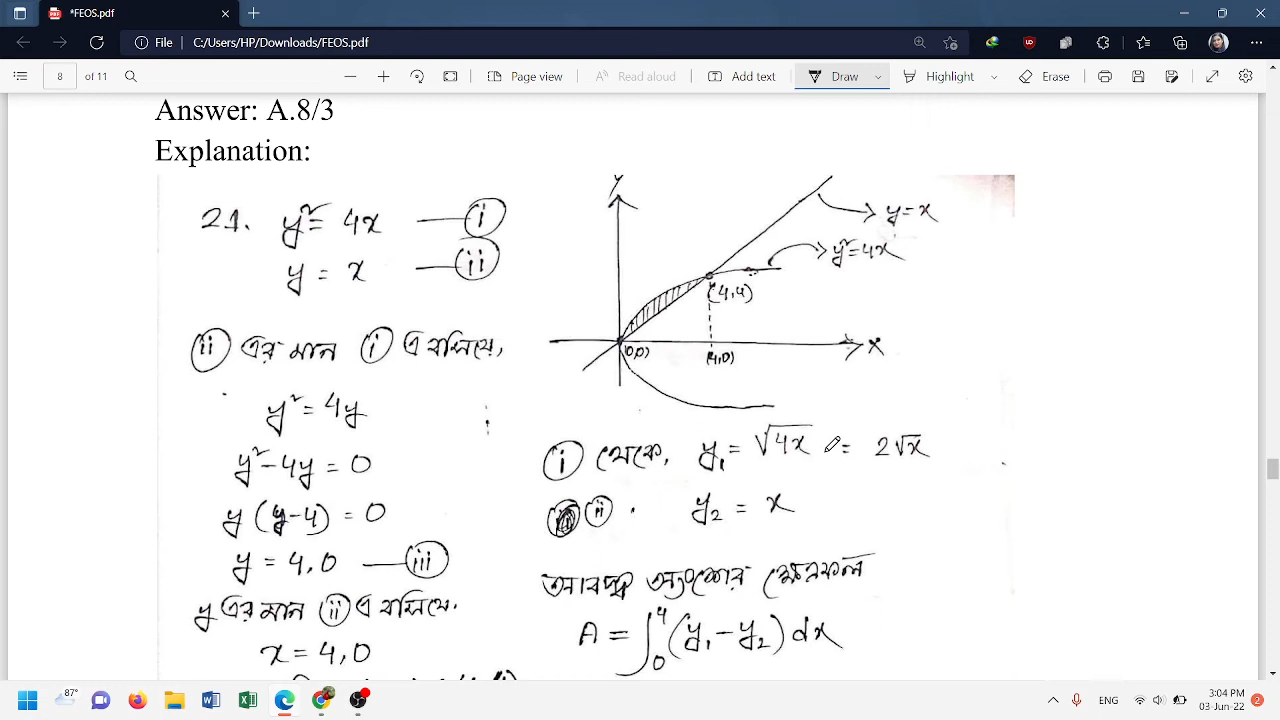 *FEOS.pdf
File C:/Users/HP/Downloads/FEOS.pdf
8 of 11 Page view Read aloud Add text Draw Highlight Erase
Answer: A.8/3
Explanation:
21. y² = 4x — (i)
y = x — (ii)
(ii) এর মান (i) এ বসিয়ে,
y² = 4y
y² - 4y = 0
y (y-4) = 0
y = 4,0 — (iii)
y এর মান (ii) এ বসিয়ে.
x = 4,0
y
y = x
y² = 4x
(4,4)
(0,0)
(4,0)
x
(i) থেকে, y₁ = √4x = 2√x
(ii) . y₂ = x
আবদ্ধ অংশের ক্ষেত্রফল
A = ∫₀⁴ (y₁ - y₂) dx
87°
ENG
3:04 PM
03-Jun-22
2